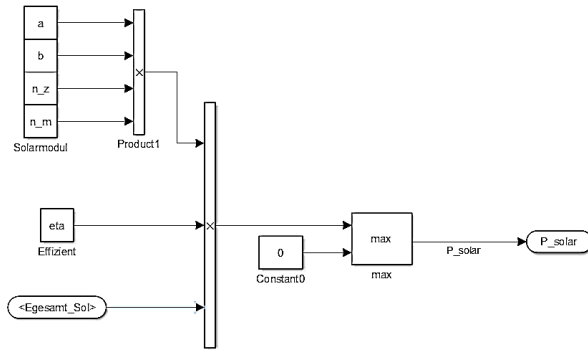 a
b
n_z
n_m
Solarmodul
×
Product1
eta
Effizient
<Egesamt_Sol>
×
0
Constant0
max
max
P_solar
P_solar